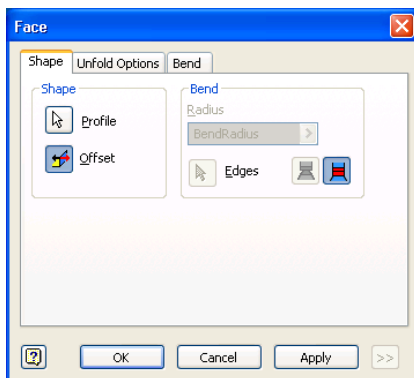 Face
Shape Unfold Options Bend
Shape
Profile
Offset
Bend
Radius
BendRadius >
Edges
? OK Cancel Apply >>